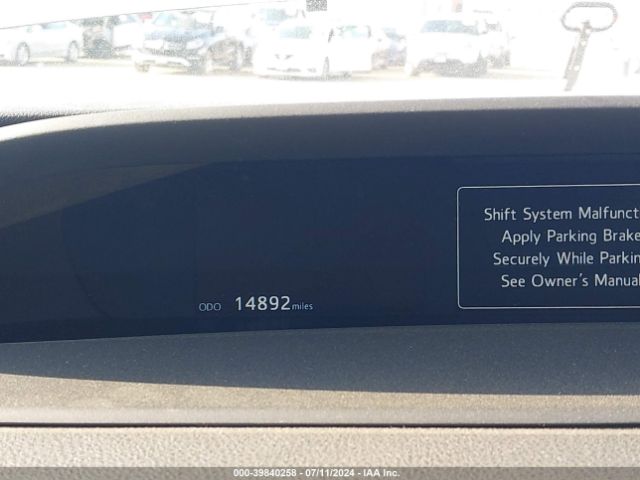 Shift System Malfunct
Apply Parking Brake
Securely While Parkin
See Owner's Manual
ODO 14892 miles
000-39840258 - 07/11/2024 - IAA Inc.